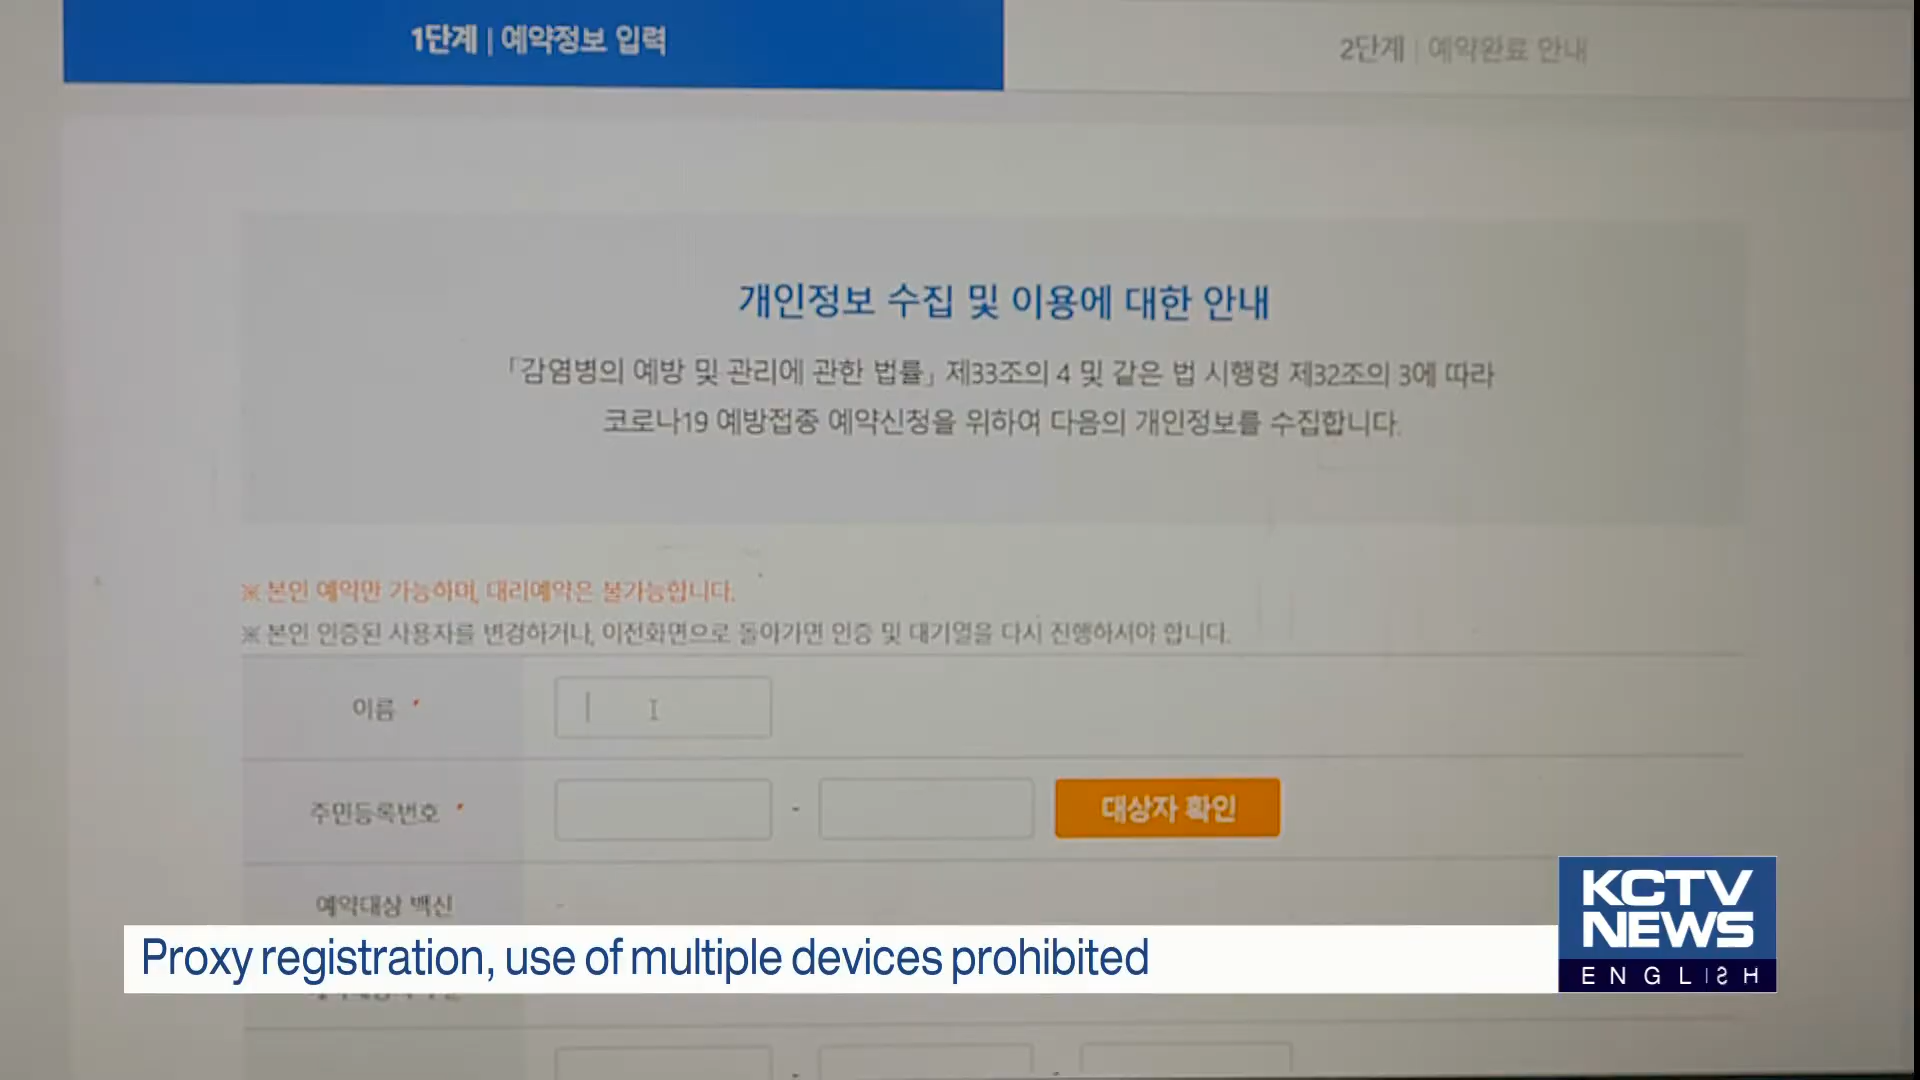 1단계 | 예약정보 입력
2단계 | 예약완료 안내
개인정보 수집 및 이용에 대한 안내
「감염병의 예방 및 관리에 관한 법률」 제33조의 4 및 같은 법 시행령 제32조의 3에 따라
코로나19 예방접종 예약신청을 위하여 다음의 개인정보를 수집합니다.
※ 본인 예약만 가능하며, 대리예약은 불가능합니다.
※ 본인 인증된 사용자를 변경하거나, 이전화면으로 돌아가면 인증 및 대기열을 다시 진행하셔야 합니다.
이름
주민등록번호 - 대상자 확인
예약대상 백신 -
Proxy registration, use of multiple devices prohibited
KCTV
NEWS
ENGLISH